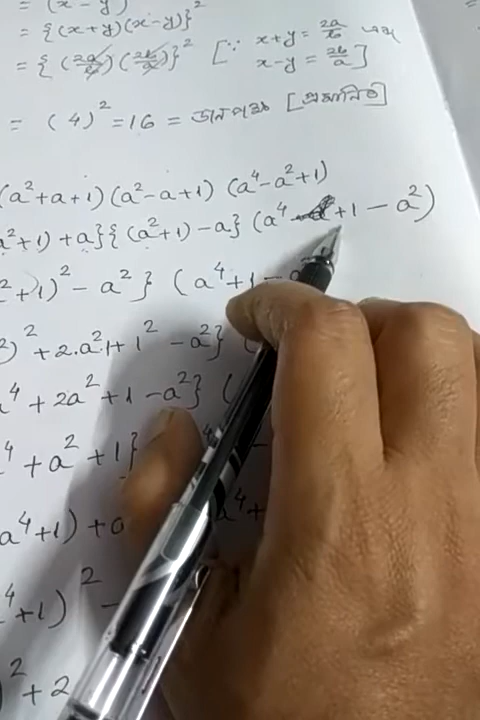 = (x-y)
= {(x+y)(x-y)}²
= {(2a/b)(2b/a)}² [∵ x+y = 2a/b এবং
x-y = 2b/a]
= (4)² = 16 = ডানপক্ষ [প্রমাণিত]
(a²+a+1)(a²-a+1)(a⁴-a²+1)
a²+1)+a}{(a²+1)-a}(a⁴+1-a²)
²+1)²-a²}(a⁴+1-a
)²+2.a².1+1²-a²}(
a⁴+2a²+1-a²}(
⁴+a²+1}
a⁴+1)+a a⁴+
⁴+1)²-
)²+2